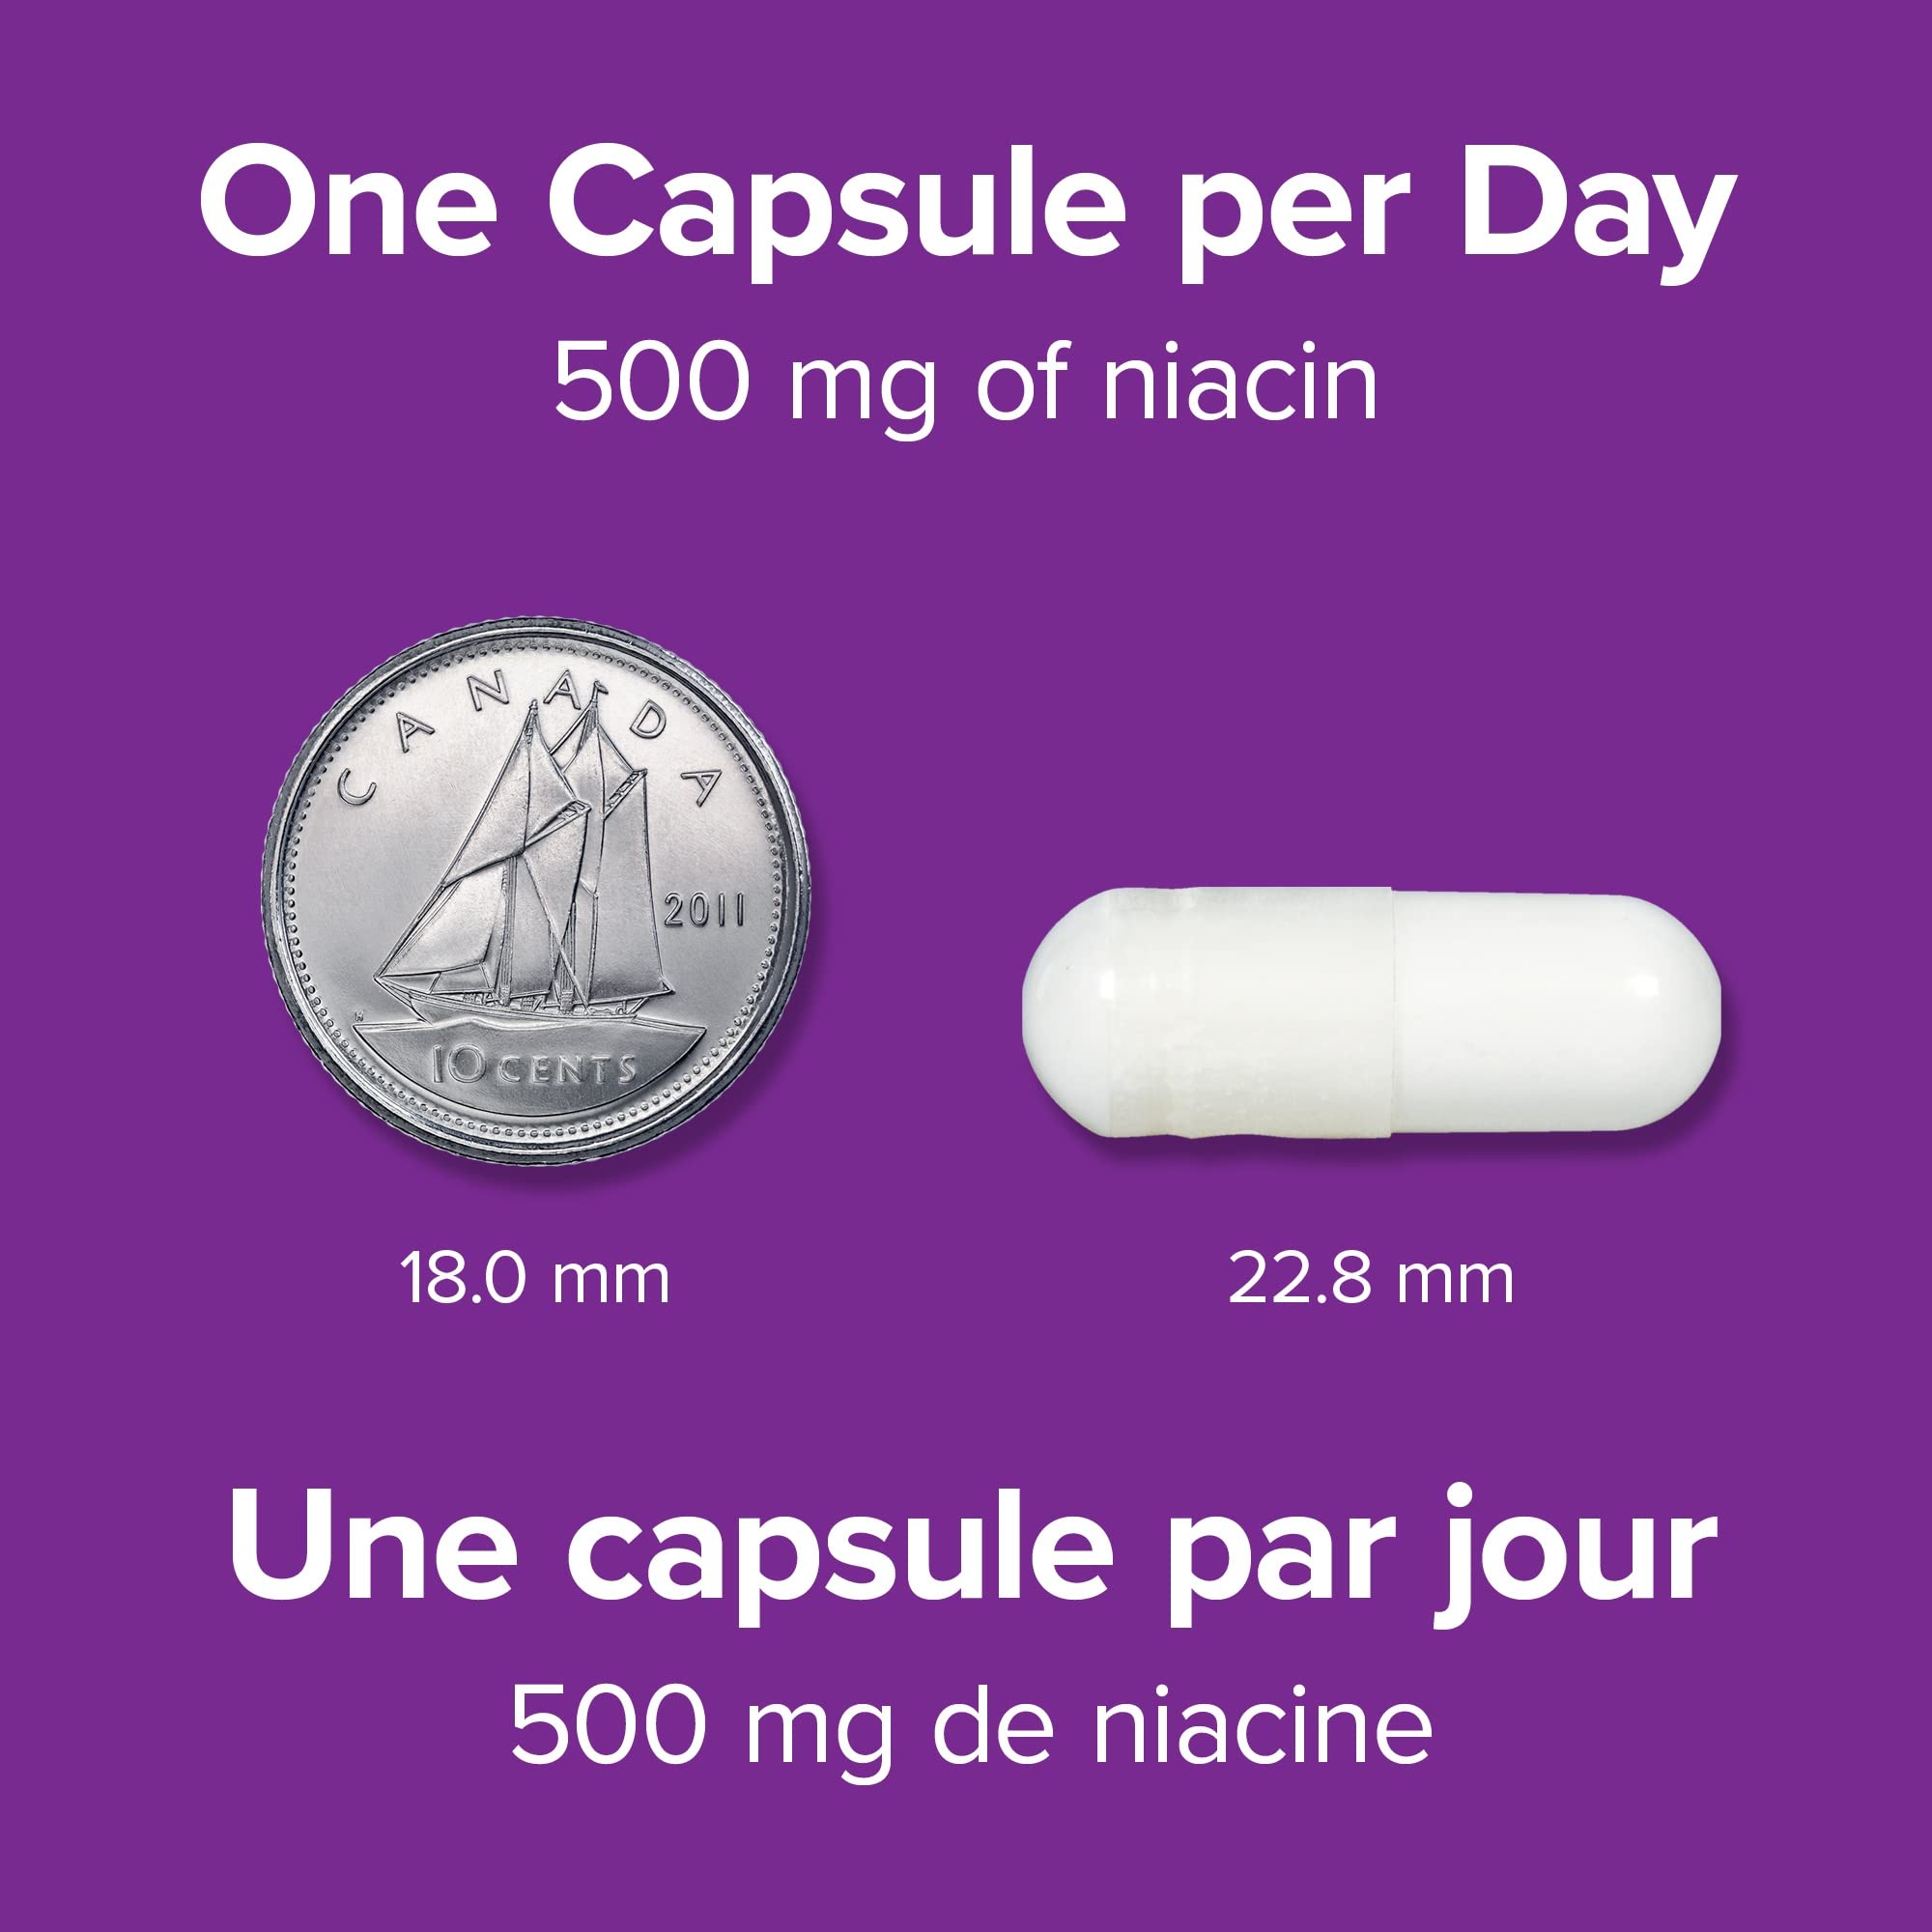 One Capsule per Day
500 mg of niacin
CANADA
2011
10 CENTS
18.0 mm
22.8 mm
Une capsule par jour
500 mg de niacine